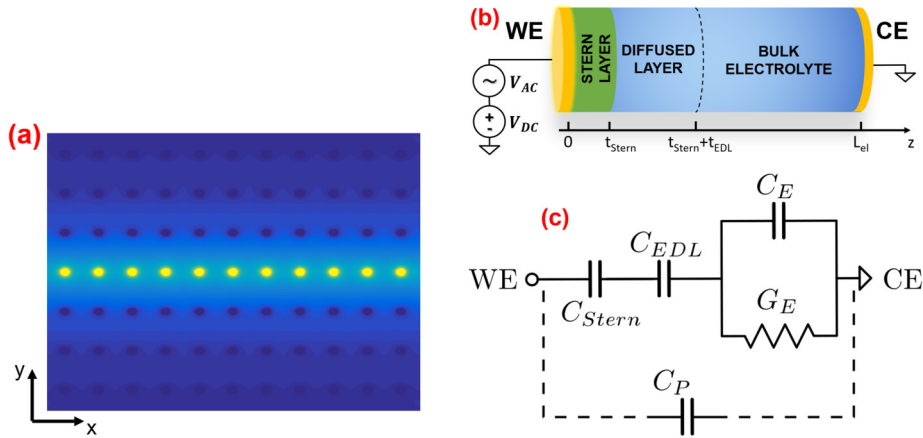 (a)
y
x
(b)
WE
CE
STERN
LAYER
DIFFUSED
LAYER
BULK
ELECTROLYTE
~
V_AC
+
-
V_DC
0
t_Stern
t_Stern+t_EDL
L_el
z
(c)
C_E
C_EDL
WE
CE
C_Stern
G_E
C_P